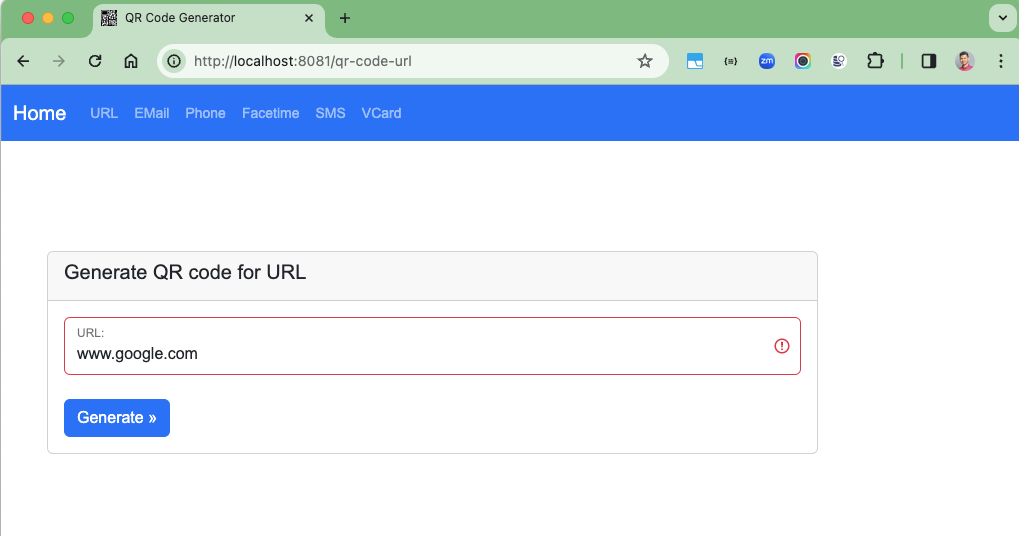 QR Code Generator
http://localhost:8081/qr-code-url
zm
Home URL EMail Phone Facetime SMS VCard
Generate QR code for URL
URL:
www.google.com
Generate »